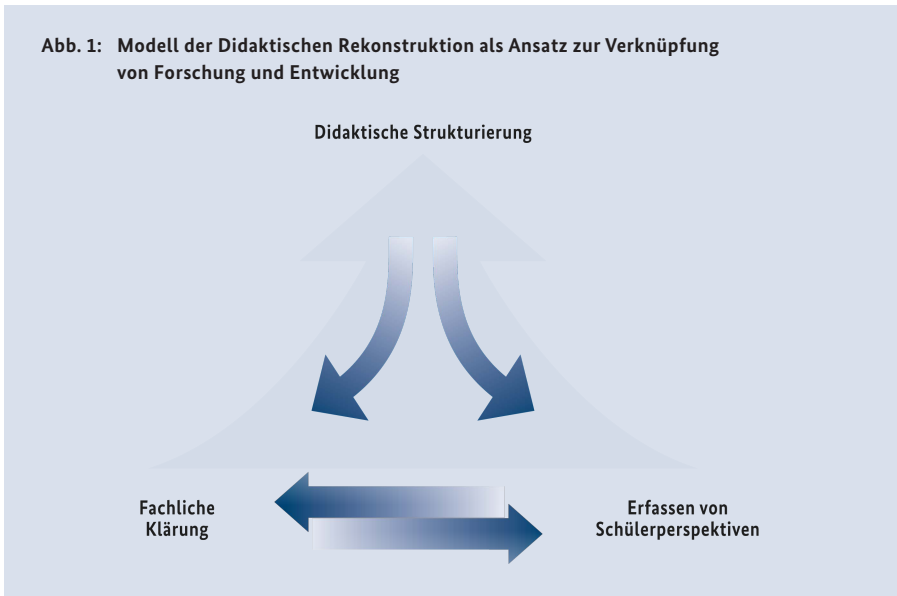 Abb. 1: Modell der Didaktischen Rekonstruktion als Ansatz zur Verknüpfung
von Forschung und Entwicklung
Didaktische Strukturierung
Fachliche
Klärung
Erfassen von
Schülerperspektiven